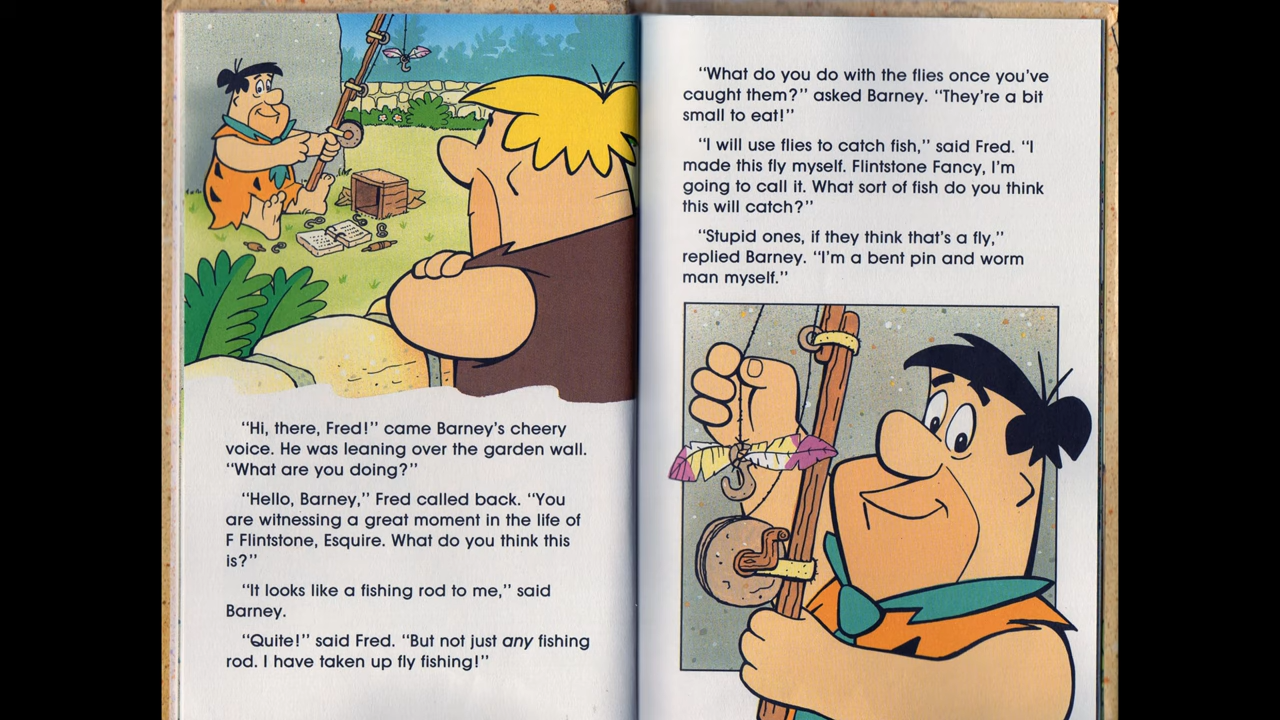 “Hi, there, Fred!” came Barney’s cheery
voice. He was leaning over the garden wall.
“What are you doing?”
“Hello, Barney,” Fred called back. “You
are witnessing a great moment in the life of
F Flintstone, Esquire. What do you think this
is?”
“It looks like a fishing rod to me,” said
Barney.
“Quite!” said Fred. “But not just any fishing
rod. I have taken up fly fishing!”
“What do you do with the flies once you’ve
caught them?” asked Barney. “They’re a bit
small to eat!”
“I will use flies to catch fish,” said Fred. “I
made this fly myself. Flintstone Fancy, I’m
going to call it. What sort of fish do you think
this will catch?”
“Stupid ones, if they think that’s a fly,”
replied Barney. “I’m a bent pin and worm
man myself.”